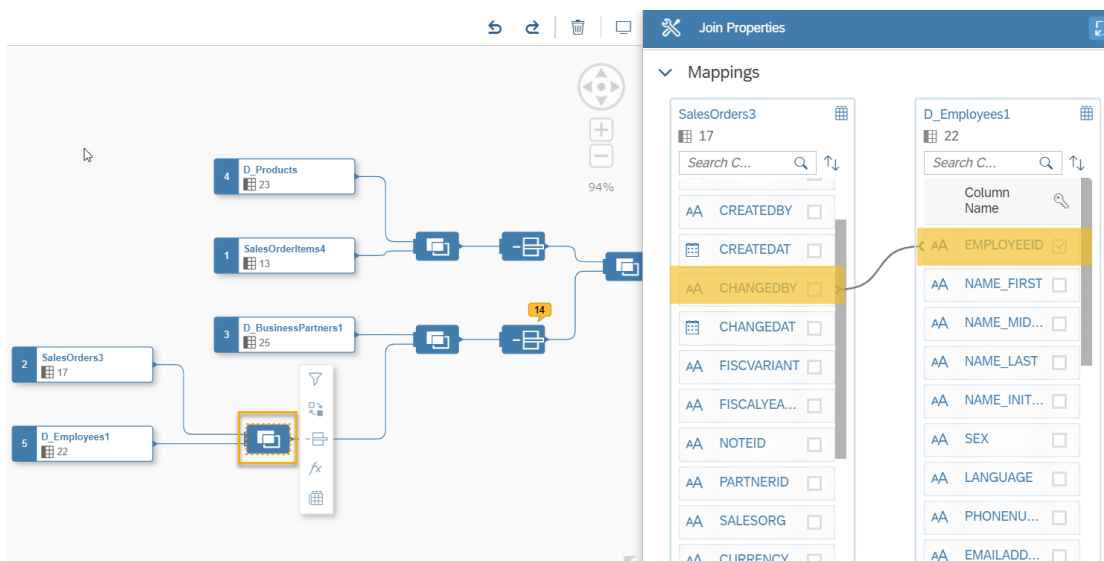 Join Properties
Mappings
SalesOrders3
17
Search C...
CREATEDBY
CREATEDAT
CHANGEDBY
CHANGEDAT
FISCVARIANT
FISCALYEA...
NOTEID
PARTNERID
SALESORG
CURRENCY
D_Employees1
22
Search C...
Column
Name
EMPLOYEEID
NAME_FIRST
NAME_MID...
NAME_LAST
NAME_INIT...
SEX
LANGUAGE
PHONENU...
EMAILADD...
94%
4
D_Products
23
1
SalesOrderItems4
13
14
3
D_BusinessPartners1
25
2
SalesOrders3
17
5
D_Employees1
22
fx